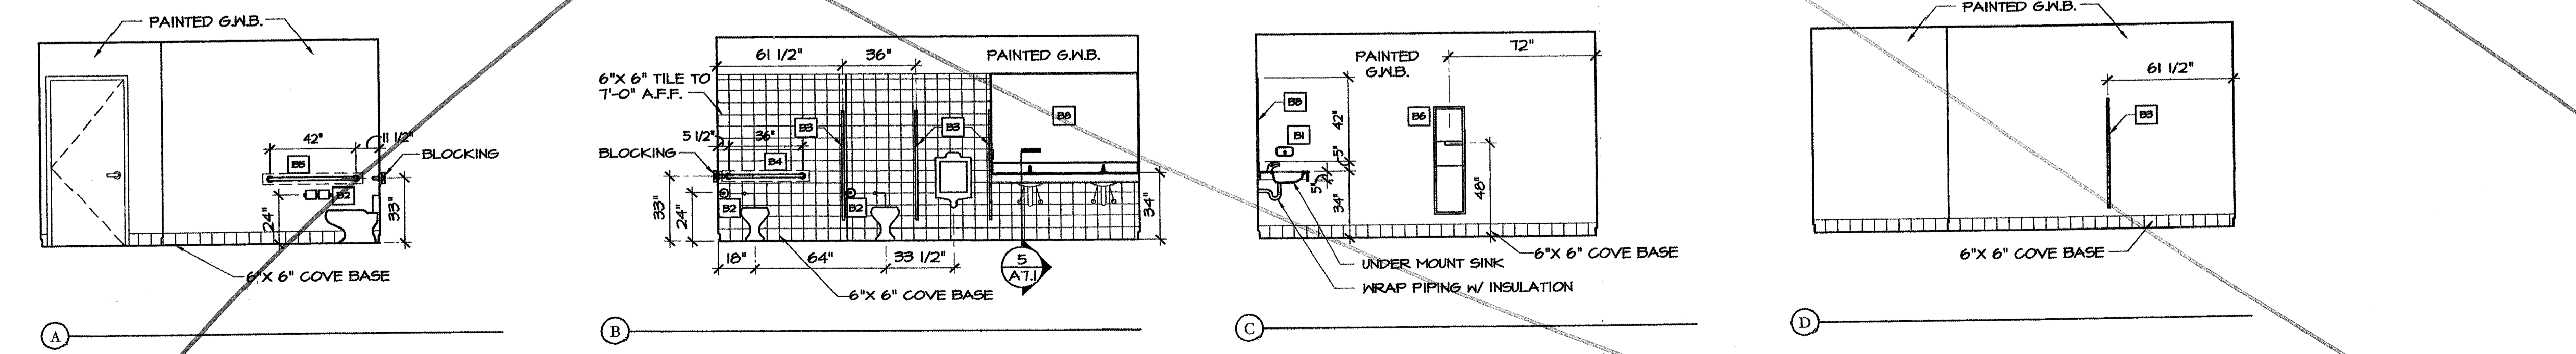 PAINTED G.W.B.
42"
11 1/2"
B5
BLOCKING
B2
24"
33"
6"X 6" COVE BASE
A
61 1/2"
36"
PAINTED G.W.B.
6"X 6" TILE TO
7'-0" A.F.F.
B8
5 1/2"
36"
B3
B3
BLOCKING
B4
33"
24"
B2
B2
34"
18"
64"
33 1/2"
5
A7.1
6"X 6" COVE BASE
B
PAINTED
G.W.B.
72"
B8
B6
42"
B1
5"
5"
34"
48"
6"X 6" COVE BASE
UNDER MOUNT SINK
WRAP PIPING W/ INSULATION
C
PAINTED G.W.B.
61 1/2"
B3
6"X 6" COVE BASE
D